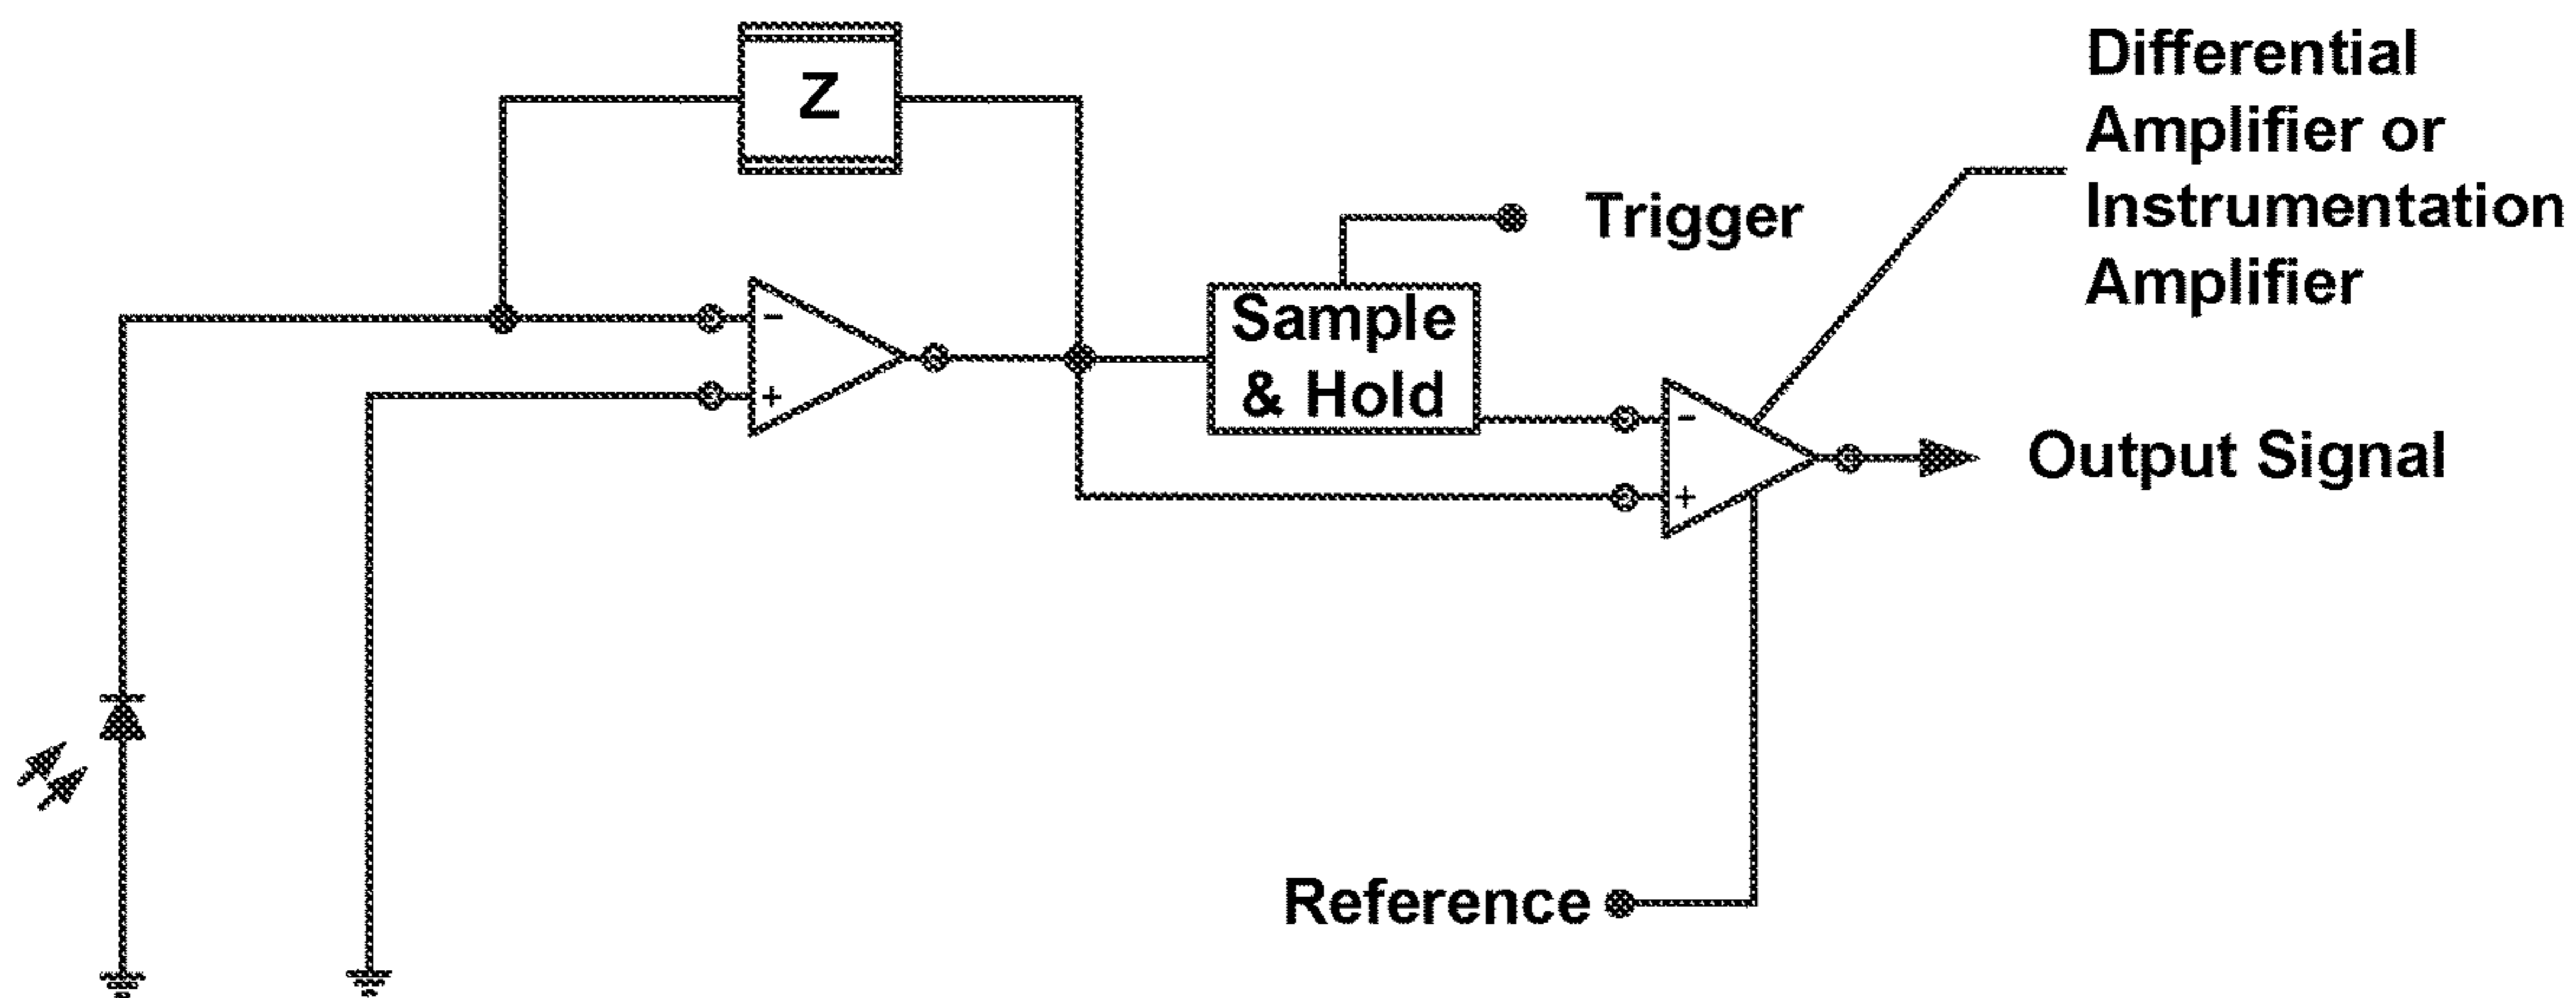 Z
Differential
Amplifier or
Instrumentation
Amplifier
Trigger
Sample
& Hold
-
+
-
+
Output Signal
Reference